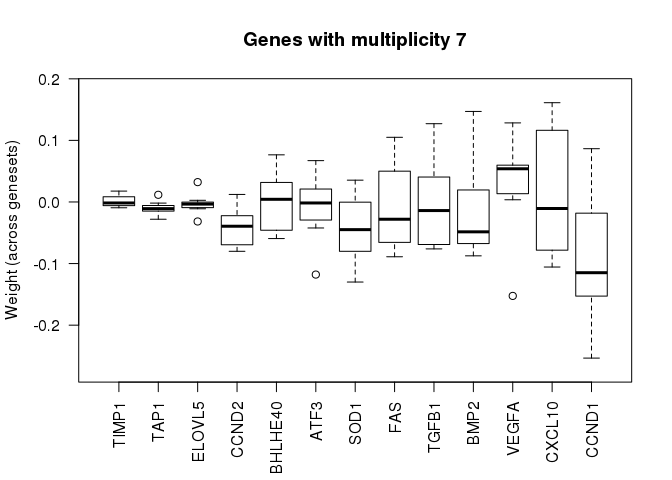 Genes with multiplicity 7
Weight (across genesets)
0.2
0.1
0.0
-0.1
-0.2
TIMP1
TAP1
ELOVL5
CCND2
BHLHE40
ATF3
SOD1
FAS
TGFB1
BMP2
VEGFA
CXCL10
CCND1